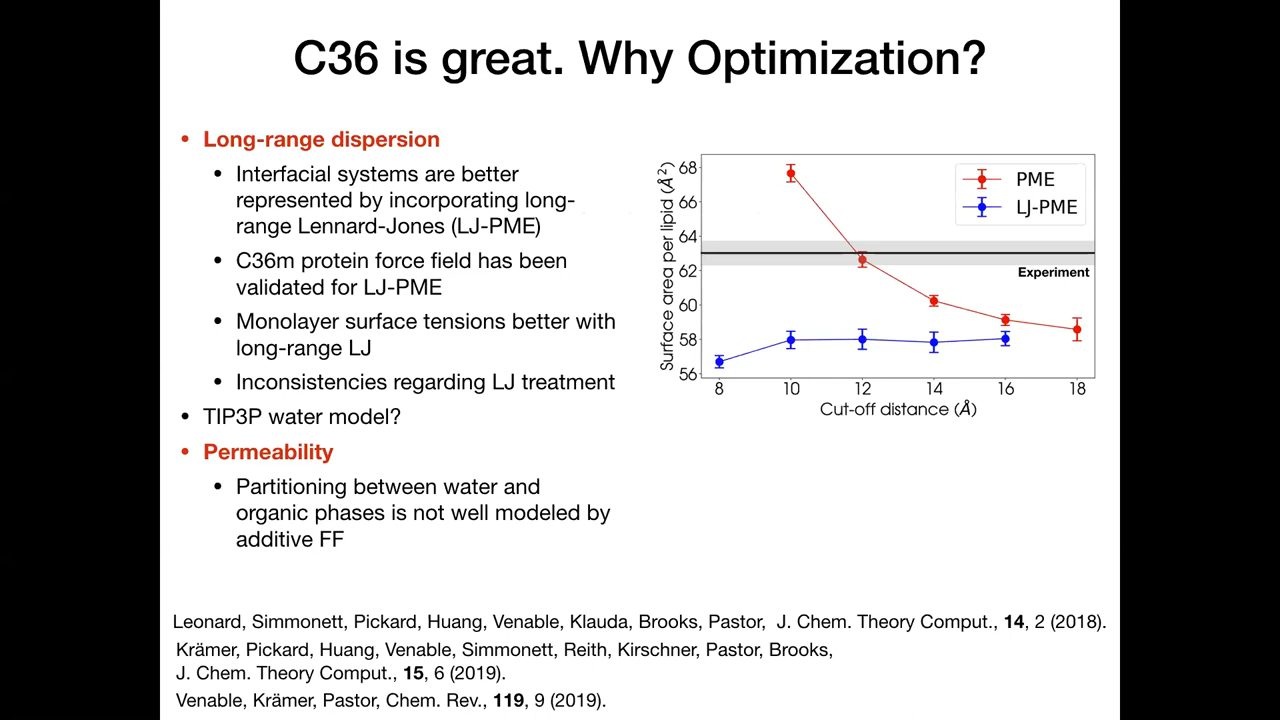 C36 is great. Why Optimization?
• Long-range dispersion
• Interfacial systems are better
represented by incorporating long-
range Lennard-Jones (LJ-PME)
• C36m protein force field has been
validated for LJ-PME
• Monolayer surface tensions better with
long-range LJ
• Inconsistencies regarding LJ treatment
• TIP3P water model?
• Permeability
• Partitioning between water and
organic phases is not well modeled by
additive FF
Surface area per lipid (Å²)
68
66
64
62
60
58
56
PME
LJ-PME
Experiment
8 10 12 14 16 18
Cut-off distance (Å)
Leonard, Simmonett, Pickard, Huang, Venable, Klauda, Brooks, Pastor, J. Chem. Theory Comput., 14, 2 (2018).
Krämer, Pickard, Huang, Venable, Simmonett, Reith, Kirschner, Pastor, Brooks,
J. Chem. Theory Comput., 15, 6 (2019).
Venable, Krämer, Pastor, Chem. Rev., 119, 9 (2019).